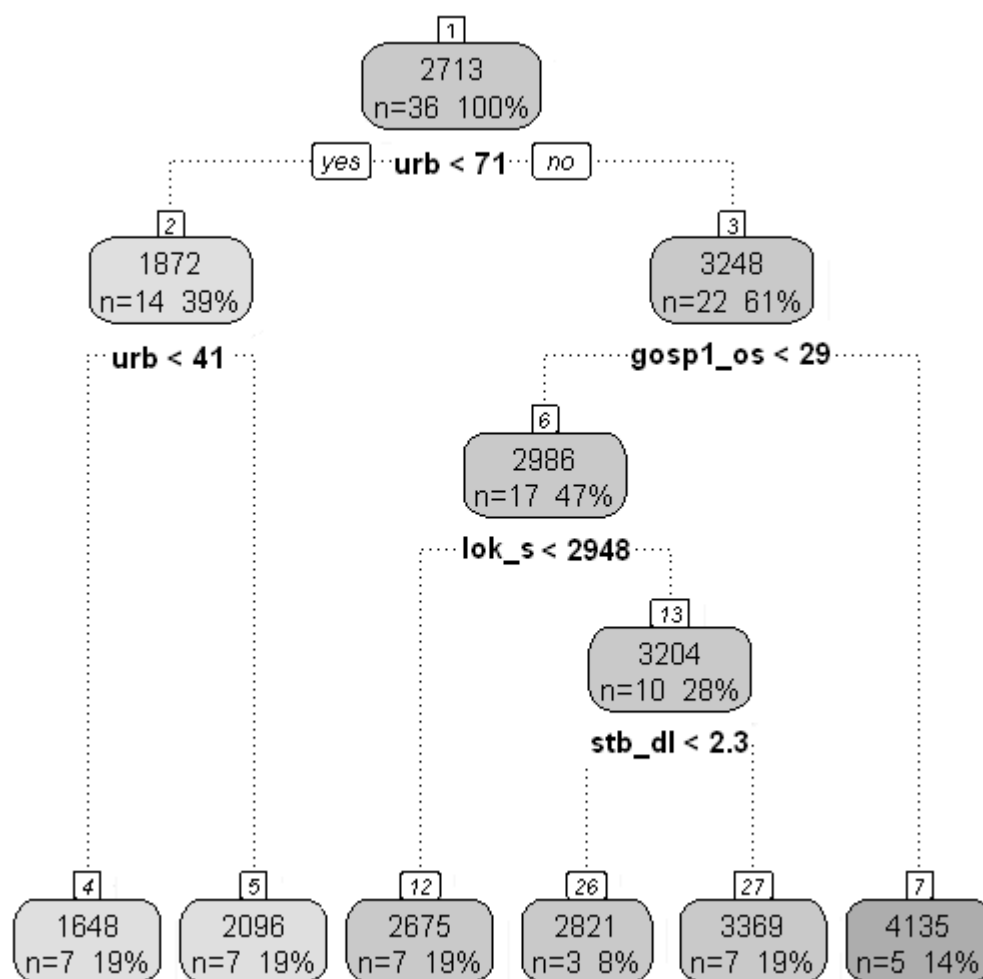 1
2713
n=36 100%
yes urb < 71 no
2
1872
n=14 39%
3
3248
n=22 61%
urb < 41
gosp1_os < 29
6
2986
n=17 47%
lok_s < 2948
13
3204
n=10 28%
stb_dl < 2.3
4
1648
n=7 19%
5
2096
n=7 19%
12
2675
n=7 19%
26
2821
n=3 8%
27
3369
n=7 19%
7
4135
n=5 14%